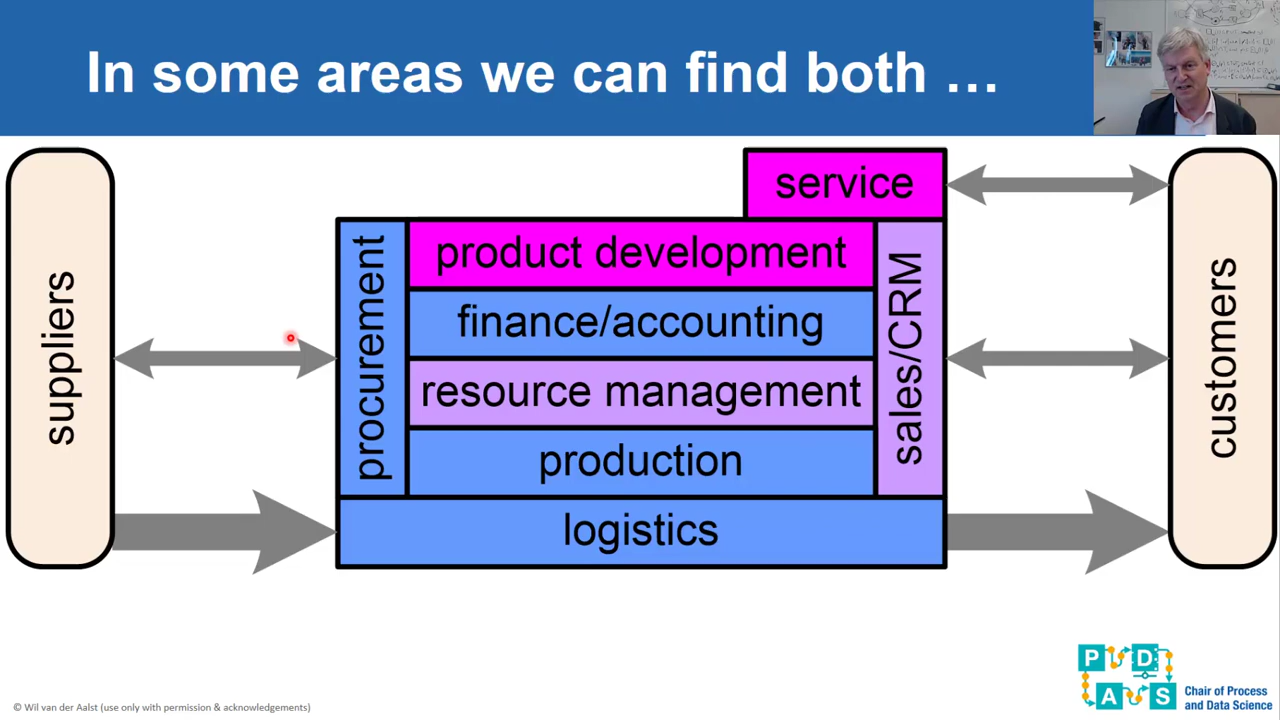 In some areas we can find both …
service
product development
finance/accounting
resource management
production
logistics
suppliers
procurement
sales/CRM
customers
P D
A S
Chair of Process
and Data Science
© Wil van der Aalst (use only with permission & acknowledgements)